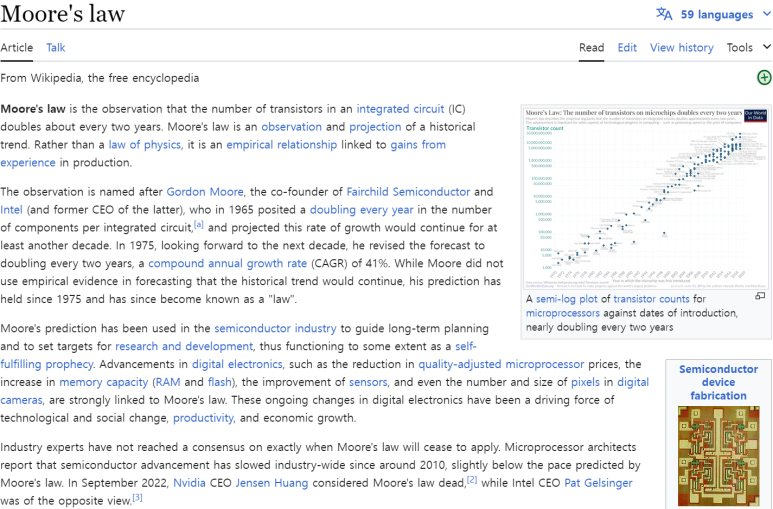 Moore's law
59 languages
Article Talk
Read Edit View history Tools
From Wikipedia, the free encyclopedia
Moore's law is the observation that the number of transistors in an integrated circuit (IC)
doubles about every two years. Moore's law is an observation and projection of a historical
trend. Rather than a law of physics, it is an empirical relationship linked to gains from
experience in production.
The observation is named after Gordon Moore, the co-founder of Fairchild Semiconductor and
Intel (and former CEO of the latter), who in 1965 posited a doubling every year in the number
of components per integrated circuit,[a] and projected this rate of growth would continue for at
least another decade. In 1975, looking forward to the next decade, he revised the forecast to
doubling every two years, a compound annual growth rate (CAGR) of 41%. While Moore did not
use empirical evidence in forecasting that the historical trend would continue, his prediction has
held since 1975 and has since become known as a "law".
Moore's prediction has been used in the semiconductor industry to guide long-term planning
and to set targets for research and development, thus functioning to some extent as a self-
fulfilling prophecy. Advancements in digital electronics, such as the reduction in quality-adjusted microprocessor prices, the
increase in memory capacity (RAM and flash), the improvement of sensors, and even the number and size of pixels in digital
cameras, are strongly linked to Moore's law. These ongoing changes in digital electronics have been a driving force of
technological and social change, productivity, and economic growth.
Industry experts have not reached a consensus on exactly when Moore's law will cease to apply. Microprocessor architects
report that semiconductor advancement has slowed industry-wide since around 2010, slightly below the pace predicted by
Moore's law. In September 2022, Nvidia CEO Jensen Huang considered Moore's law dead,[2] while Intel CEO Pat Gelsinger
was of the opposite view.[3]
Moore's Law: The number of transistors on microchips doubles every two years
Our World
in Data
Transistor count
A semi-log plot of transistor counts for
microprocessors against dates of introduction,
nearly doubling every two years
Semiconductor
device
fabrication